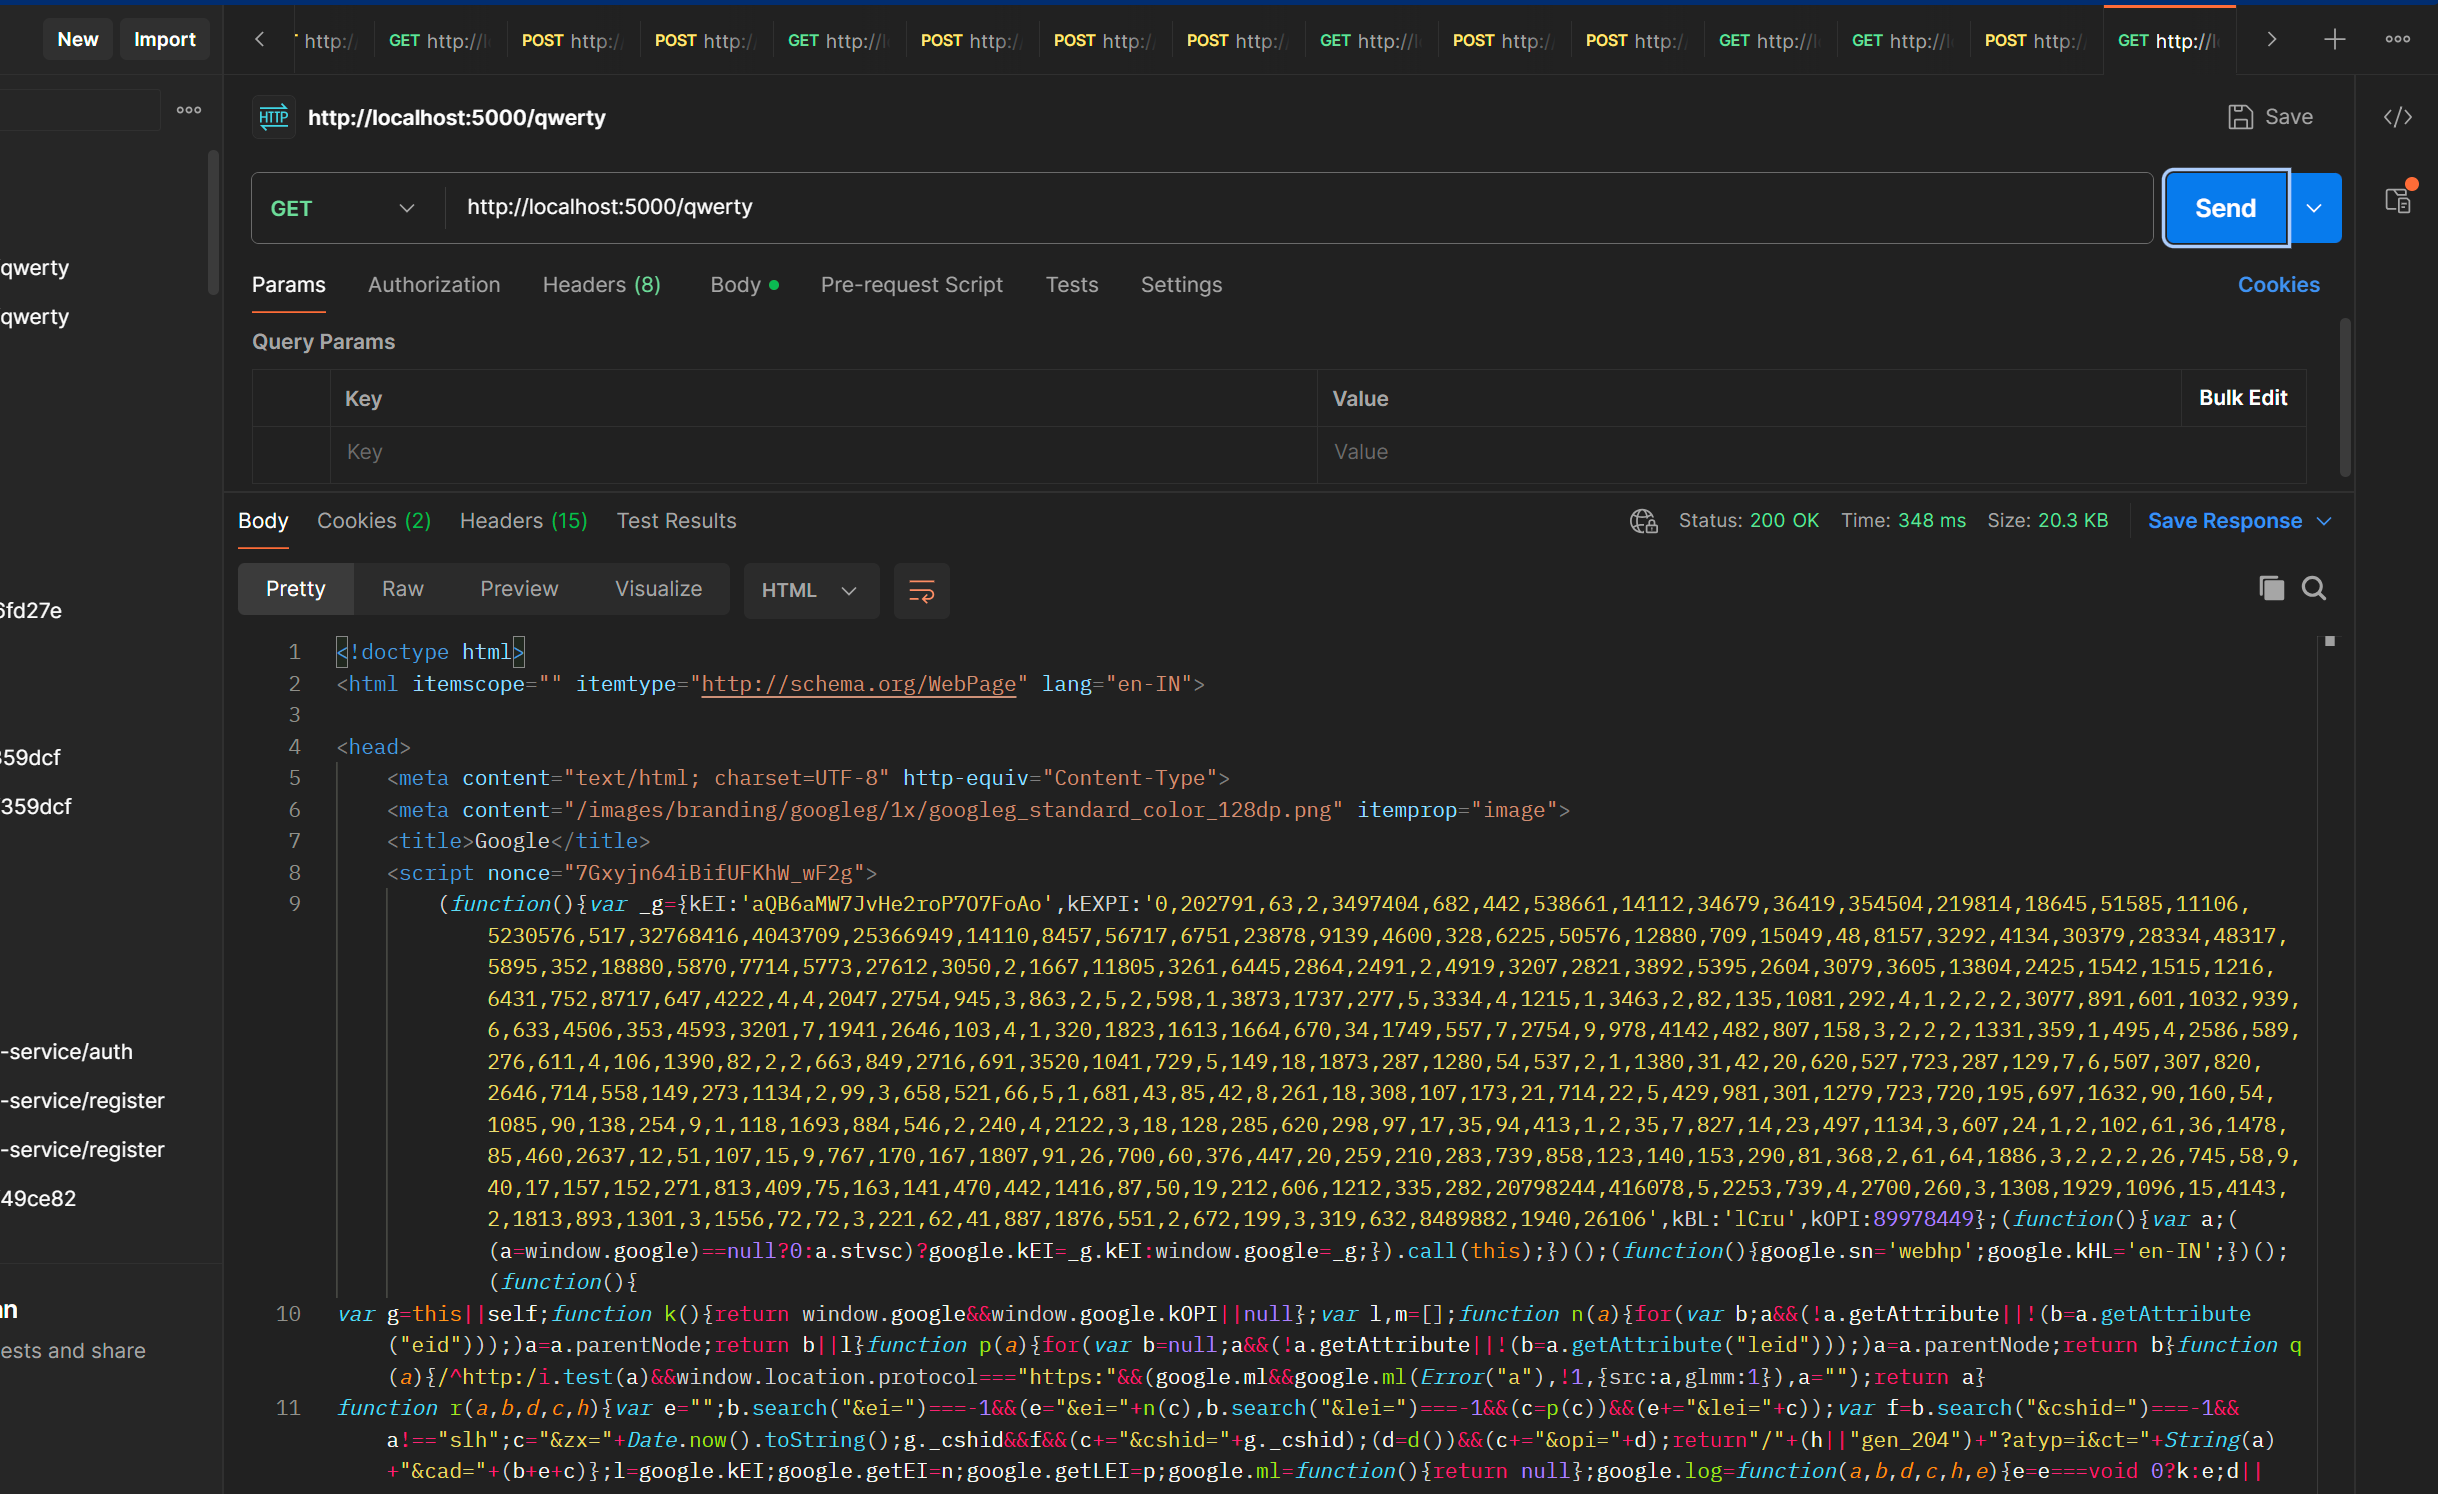 New Import
http:/ GET http://l POST http:/ POST http:/ GET http://l POST http:/ POST http:/ POST http:/ GET http://l POST http:/ POST http:/ GET http://l GET http://l POST http:/ GET http://l
HTTP http://localhost:5000/qwerty Save
GET http://localhost:5000/qwerty Send
Params Authorization Headers (8) Body Pre-request Script Tests Settings Cookies
Query Params
Key Value Bulk Edit
Key Value
qwerty
qwerty
6fd27e
359dcf
359dcf
-service/auth
-service/register
-service/register
49ce82
an
ests and share
Body Cookies (2) Headers (15) Test Results Status: 200 OK Time: 348 ms Size: 20.3 KB Save Response
Pretty Raw Preview Visualize HTML
1 <!doctype html>
2 <html itemscope="" itemtype="http://schema.org/WebPage" lang="en-IN">
3
4 <head>
5 <meta content="text/html; charset=UTF-8" http-equiv="Content-Type">
6 <meta content="/images/branding/googleg/1x/googleg_standard_color_128dp.png" itemprop="image">
7 <title>Google</title>
8 <script nonce="7Gxyjn64iBifUFKhW_wF2g">
9 (function(){var _g={kEI:'aQB6aMW7JvHe2roP7O7FoAo',kEXPI:'0,202791,63,2,3497404,682,442,538661,14112,34679,36419,354504,219814,18645,51585,11106,
5230576,517,32768416,4043709,25366949,14110,8457,56717,6751,23878,9139,4600,328,6225,50576,12880,709,15049,48,8157,3292,4134,30379,28334,48317,
5895,352,18880,5870,7714,5773,27612,3050,2,1667,11805,3261,6445,2864,2491,2,4919,3207,2821,3892,5395,2604,3079,3605,13804,2425,1542,1515,1216,
6431,752,8717,647,4222,4,4,2047,2754,945,3,863,2,5,2,598,1,3873,1737,277,5,3334,4,1215,1,3463,2,82,135,1081,292,4,1,2,2,2,3077,891,601,1032,939,
6,633,4506,353,4593,3201,7,1941,2646,103,4,1,320,1823,1613,1664,670,34,1749,557,7,2754,9,978,4142,482,807,158,3,2,2,2,1331,359,1,495,4,2586,589,
276,611,4,106,1390,82,2,2,663,849,2716,691,3520,1041,729,5,149,18,1873,287,1280,54,537,2,1,1380,31,42,20,620,527,723,287,129,7,6,507,307,820,
2646,714,558,149,273,1134,2,99,3,658,521,66,5,1,681,43,85,42,8,261,18,308,107,173,21,714,22,5,429,981,301,1279,723,720,195,697,1632,90,160,54,
1085,90,138,254,9,1,118,1693,884,546,2,240,4,2122,3,18,128,285,620,298,97,17,35,94,413,1,2,35,7,827,14,23,497,1134,3,607,24,1,2,102,61,36,1478,
85,460,2637,12,51,107,15,9,767,170,167,1807,91,26,700,60,376,447,20,259,210,283,739,858,123,140,153,290,81,368,2,61,64,1886,3,2,2,2,26,745,58,9,
40,17,157,152,271,813,409,75,163,141,470,442,1416,87,50,19,212,606,1212,335,282,20798244,416078,5,2253,739,4,2700,260,3,1308,1929,1096,15,4143,
2,1813,893,1301,3,1556,72,72,3,221,62,41,887,1876,551,2,672,199,3,319,632,8489882,1940,26106',kBL:'lCru',kOPI:89978449};(function(){var a;(
(a=window.google)==null?0:a.stvsc)?google.kEI=_g.kEI:window.google=_g;}).call(this);})();(function(){google.sn='webhp';google.kHL='en-IN';})();
(function(){
10 var g=this||self;function k(){return window.google&&window.google.kOPI||null};var l,m=[];function n(a){for(var b;a&&(!a.getAttribute||!(b=a.getAttribute
("eid")));)a=a.parentNode;return b||l}function p(a){for(var b=null;a&&(!a.getAttribute||!(b=a.getAttribute("leid")));)a=a.parentNode;return b}function q
(a){/^http:/i.test(a)&&window.location.protocol==="https:"&&(google.ml&&google.ml(Error("a"),!1,{src:a,glmm:1}),a="");return a}
11 function r(a,b,d,c,h){var e="";b.search("&ei=")===-1&&(e="&ei="+n(c),b.search("&lei=")===-1&&(c=p(c))&&(e+="&lei="+c));var f=b.search("&cshid=")===-1&&
a!=="slh";c="&zx="+Date.now().toString();g._cshid&&f&&(c+="&cshid="+g._cshid);(d=d())&&(c+="&opi="+d);return"/"+(h||"gen_204")+"?atyp=i&ct="+String(a)
+"&cad="+(b+e+c)};l=google.kEI;google.getEI=n;google.getLEI=p;google.ml=function(){return null};google.log=function(a,b,d,c,h,e){e=e===void 0?k:e;d||